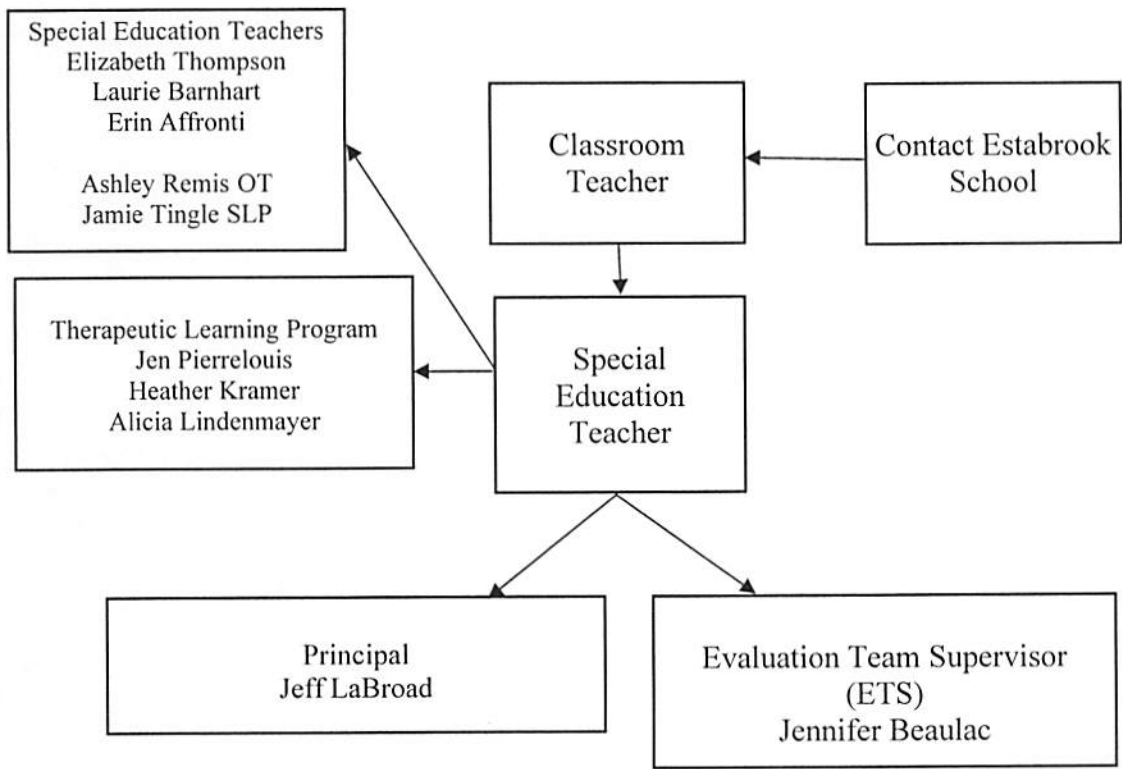 Special Education Teachers
Elizabeth Thompson
Laurie Barnhart
Erin Affronti
Ashley Remis OT
Jamie Tingle SLP
Classroom
Teacher
Contact Estabrook
School
Therapeutic Learning Program
Jen Pierrelouis
Heather Kramer
Alicia Lindenmayer
Special
Education
Teacher
Principal
Jeff LaBroad
Evaluation Team Supervisor
(ETS)
Jennifer Beaulac